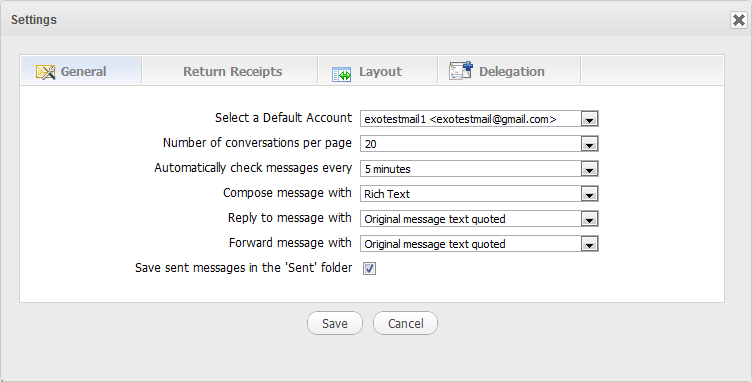 Settings
General Return Receipts Layout Delegation
Select a Default Account exotestmail1 <exotestmail@gmail.com>
Number of conversations per page 20
Automatically check messages every 5 minutes
Compose message with Rich Text
Reply to message with Original message text quoted
Forward message with Original message text quoted
Save sent messages in the 'Sent' folder
Save Cancel